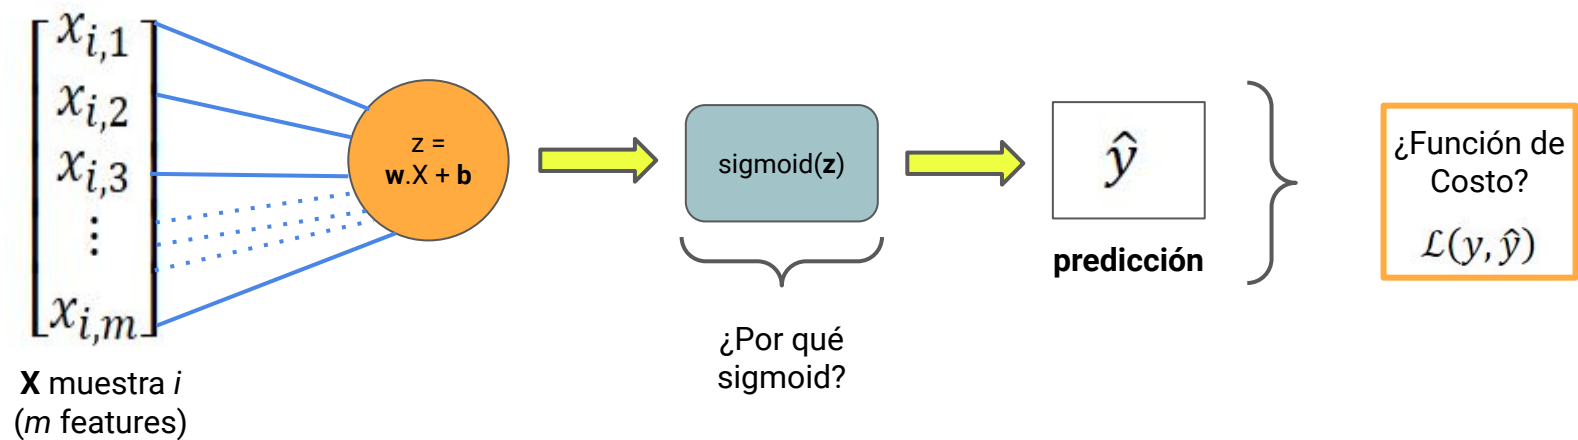 x_{i,1}
x_{i,2}
x_{i,3}
⋮
x_{i,m}
X muestra i
(m features)
z =
w.X + b
sigmoid(z)
¿Por qué
sigmoid?
ŷ
predicción
¿Función de
Costo?
ℒ(y, ŷ)